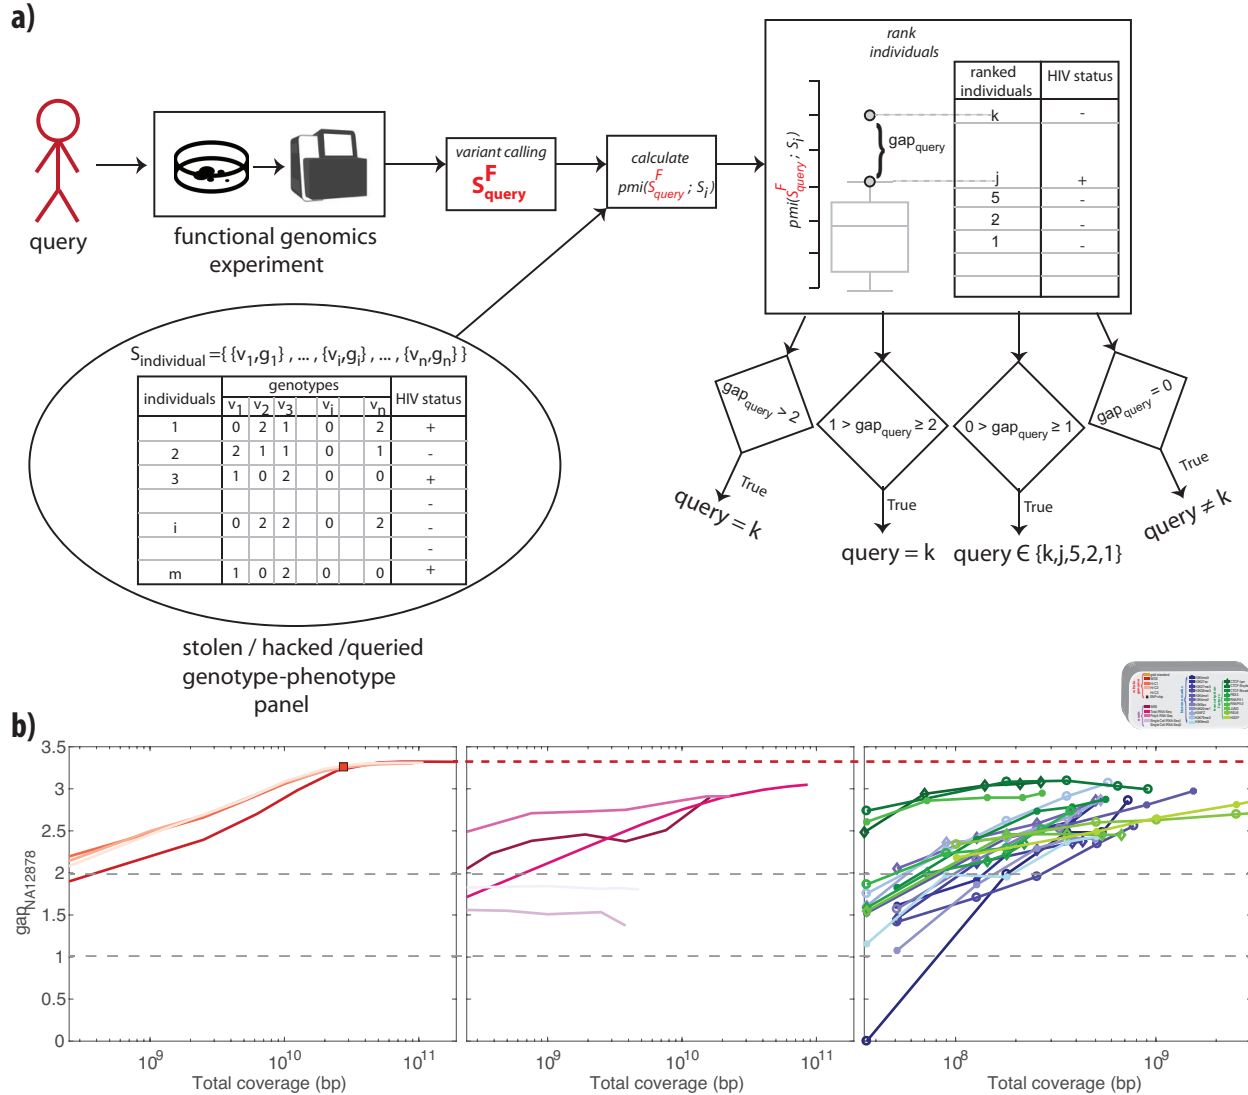 a)
query
functional genomics
experiment
variant calling
S^F_query
calculate
pmi(S^F_query ; S_i)
rank
individuals
pmi(S^F_query ; S_i)
gap_query
ranked individuals HIV status
k -
j +
5 -
2 -
1 -
gap_query > 2
1 > gap_query ≥ 2
0 > gap_query ≥ 1
gap_query = 0
True
True
True
True
query = k
query = k
query ∈ {k,j,5,2,1}
query ≠ k
S_individual={ {v_1,g_1} , ... , {v_i,g_i} , ... , {v_n,g_n} }
individuals genotypes HIV status
v_1 v_2 v_3 v_i v_n
1 0 2 1 0 2 +
2 2 1 1 0 1 -
3 1 0 2 0 0 +
-
i 0 2 2 0 2 -
-
m 1 0 2 0 0 +
stolen / hacked /queried
genotype-phenotype
panel
b)
gap_NA12878
3.5
3
2.5
2
1.5
1
0.5
0
10^9 10^10 10^11
Total coverage (bp)
10^9 10^10 10^11
Total coverage (bp)
10^8 10^9
Total coverage (bp)